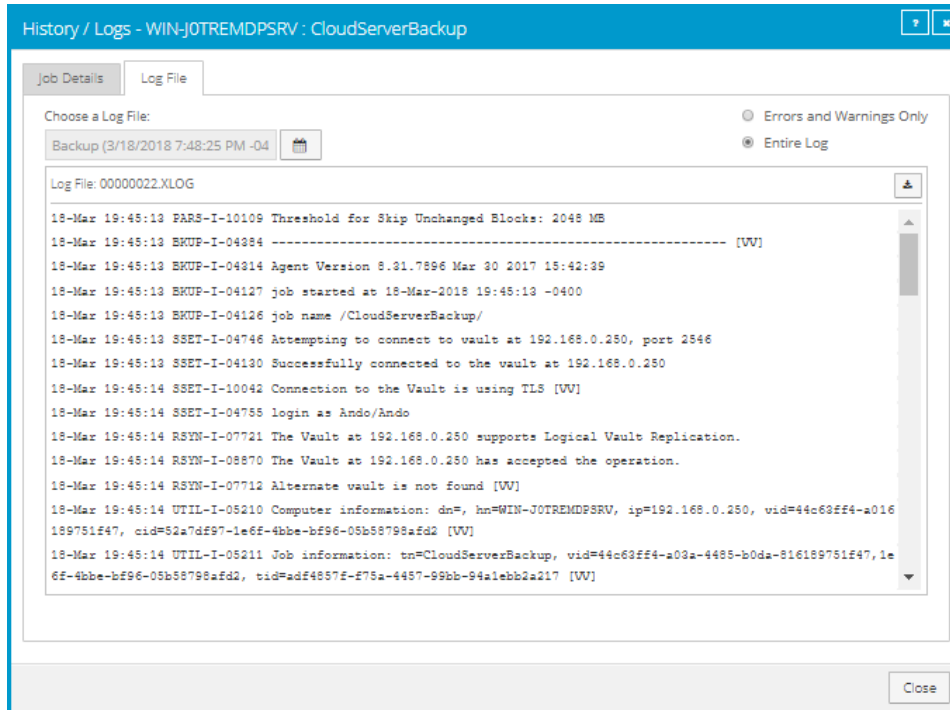 History / Logs - WIN-J0TREMDPSRV : CloudServerBackup
?
x
Job Details
Log File
Choose a Log File:
Errors and Warnings Only
Backup (3/18/2018 7:48:25 PM -04
Entire Log
Log File: 00000022.XLOG
18-Mar 19:45:13 PARS-I-10109 Threshold for Skip Unchanged Blocks: 2048 MB
18-Mar 19:45:13 BKUP-I-04384 ------------------------------------------------------------ [VV]
18-Mar 19:45:13 BKUP-I-04314 Agent Version 8.31.7896 Mar 30 2017 15:42:39
18-Mar 19:45:13 BKUP-I-04127 job started at 18-Mar-2018 19:45:13 -0400
18-Mar 19:45:13 BKUP-I-04126 job name /CloudServerBackup/
18-Mar 19:45:13 SSET-I-04746 Attempting to connect to vault at 192.168.0.250, port 2546
18-Mar 19:45:13 SSET-I-04130 Successfully connected to the vault at 192.168.0.250
18-Mar 19:45:14 SSET-I-10042 Connection to the Vault is using TLS [VV]
18-Mar 19:45:14 SSET-I-04755 login as Ando/Ando
18-Mar 19:45:14 RSYN-I-07721 The Vault at 192.168.0.250 supports Logical Vault Replication.
18-Mar 19:45:14 RSYN-I-08870 The Vault at 192.168.0.250 has accepted the operation.
18-Mar 19:45:14 RSYN-I-07712 Alternate vault is not found [VV]
18-Mar 19:45:14 UTIL-I-05210 Computer information: dn=, hn=WIN-J0TREMDPSRV, ip=192.168.0.250, vid=44c63ff4-a016
189751f47, cid=52a7df97-1e6f-4bbe-bf96-05b58798afd2 [VV]
18-Mar 19:45:14 UTIL-I-05211 Job information: tn=CloudServerBackup, vid=44c63ff4-a03a-4485-b0da-816189751f47,1e
6f-4bbe-bf96-05b58798afd2, tid=adf4857f-f75a-4457-99bb-94a1ebb2a217 [VV]
Close